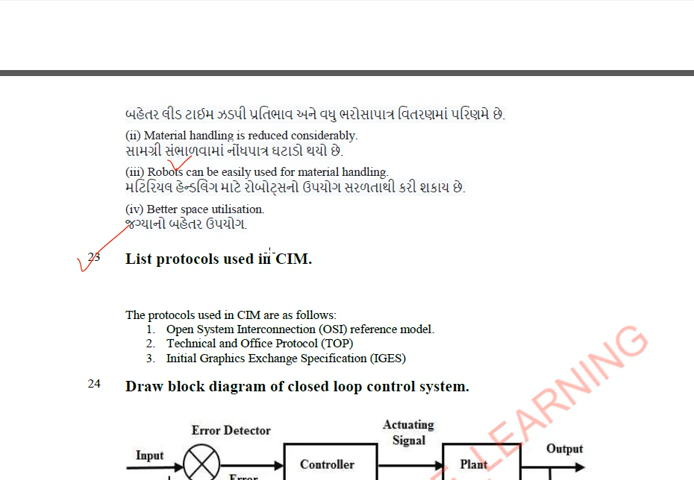 બહેતર લીડ ટાઈમ ઝડપી પ્રતિભાવ અને વધુ ભરોસાપાત્ર વિતરણમાં પરિણમે છે.
(ii) Material handling is reduced considerably.
સામગ્રી સંભાળવામાં નોંધપાત્ર ઘટાડો થયો છે.
(iii) Robots can be easily used for material handling.
મટિરિયલ હેન્ડલિંગ માટે રોબોટ્સનો ઉપયોગ સરળતાથી કરી શકાય છે.
(iv) Better space utilisation.
જગ્યાનો બહેતર ઉપયોગ.
23 List protocols used in CIM.
The protocols used in CIM are as follows:
1. Open System Interconnection (OSI) reference model.
2. Technical and Office Protocol (TOP)
3. Initial Graphics Exchange Specification (IGES)
24 Draw block diagram of closed loop control system.
Error Detector
Actuating
Signal
Input
Controller
Plant
Output
Error
LEARNING